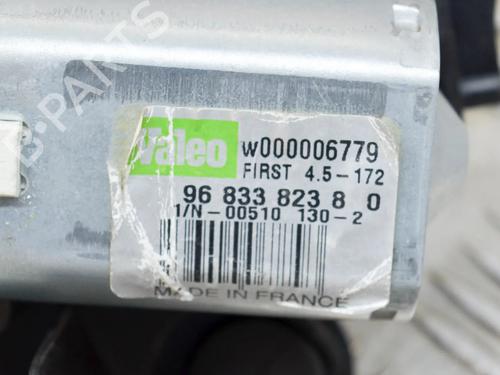 B-PARTS
Valeo
W000006779
FIRST 4.5-172
96 833 823 8 0
1/N-00510 130-2
MADE IN FRANCE